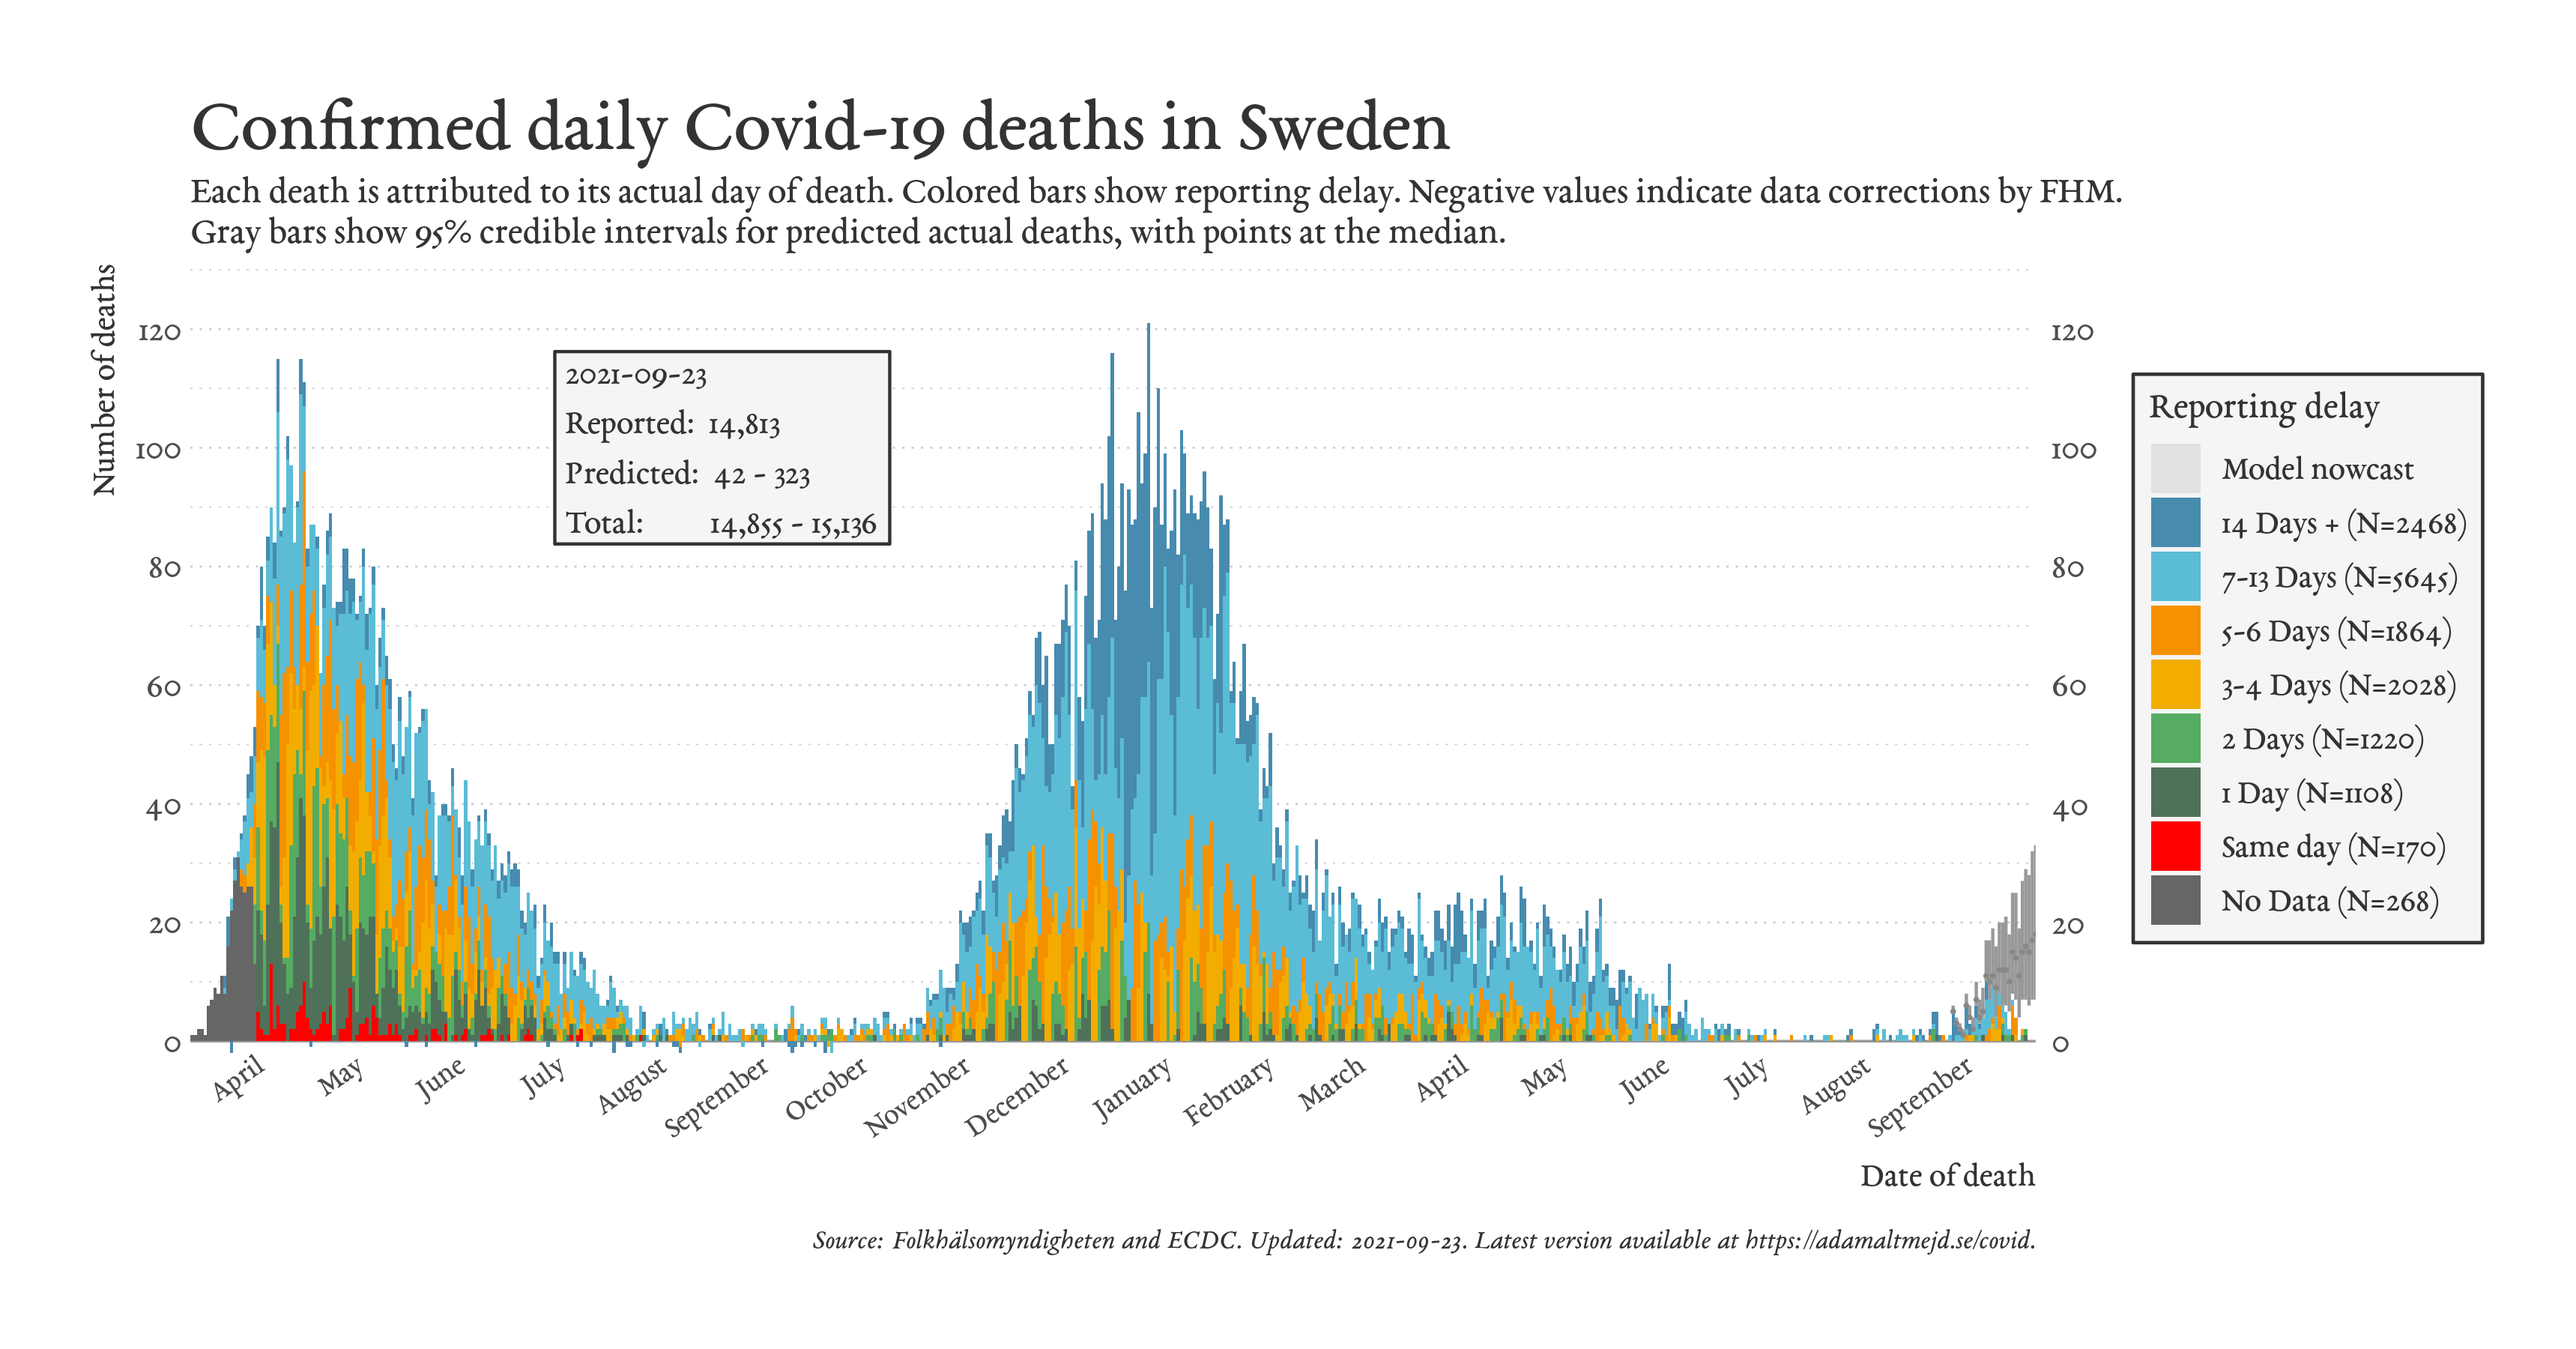 Confirmed daily Covid-19 deaths in Sweden
Each death is attributed to its actual day of death. Colored bars show reporting delay. Negative values indicate data corrections by FHM.
Gray bars show 95% credible intervals for predicted actual deaths, with points at the median.
Number of deaths
120
100
80
60
40
20
0
2021-09-23
Reported: 14,813
Predicted: 42 - 323
Total: 14,855 - 15,136
120
100
80
60
40
20
0
Reporting delay
Model nowcast
14 Days + (N=2468)
7-13 Days (N=5645)
5-6 Days (N=1864)
3-4 Days (N=2028)
2 Days (N=1220)
1 Day (N=1108)
Same day (N=170)
No Data (N=268)
April
May
June
July
August
September
October
November
December
January
February
March
April
May
June
July
August
September
Date of death
Source: Folkhälsomyndigheten and ECDC. Updated: 2021-09-23. Latest version available at https://adamaltmejd.se/covid.